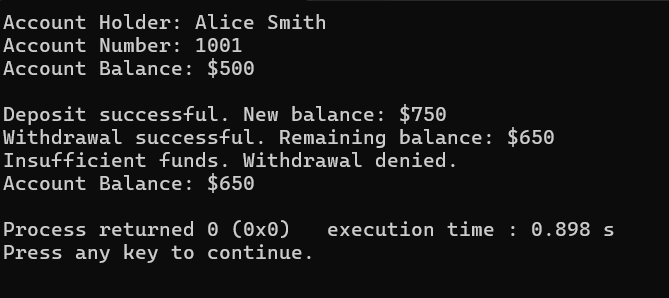 Account Holder: Alice Smith
Account Number: 1001
Account Balance: $500
Deposit successful. New balance: $750
Withdrawal successful. Remaining balance: $650
Insufficient funds. Withdrawal denied.
Account Balance: $650
Process returned 0 (0x0)   execution time : 0.898 s
Press any key to continue.